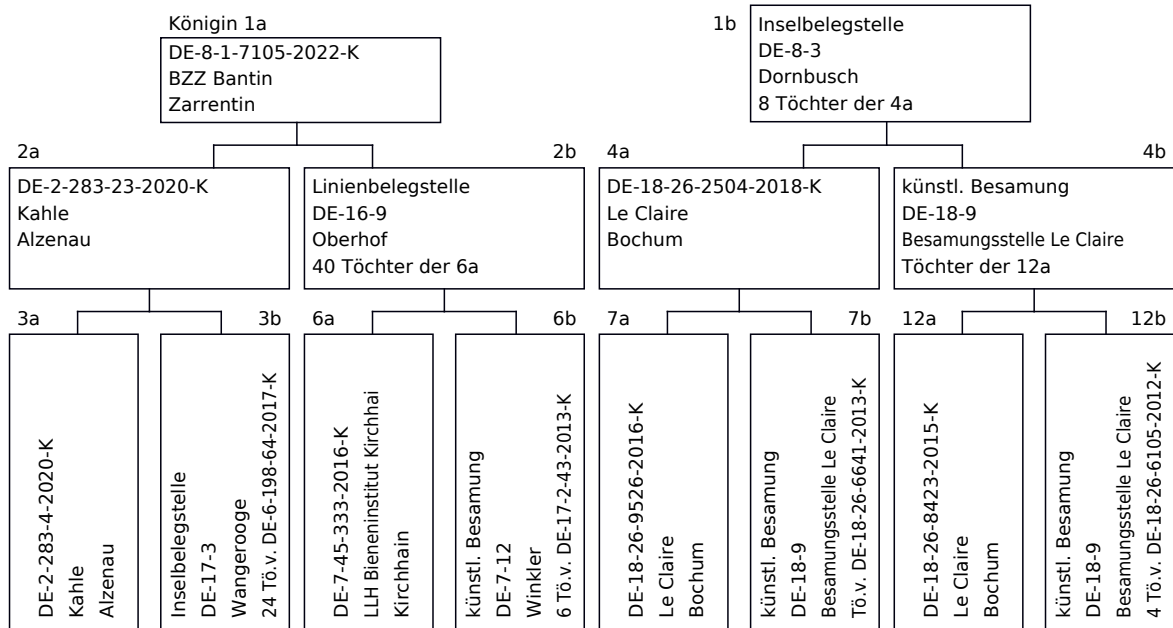 Königin 1a
DE-8-1-7105-2022-K
BZZ Bantin
Zarrentin
1b
Inselbelegstelle
DE-8-3
Dornbusch
8 Töchter der 4a
2a
DE-2-283-23-2020-K
Kahle
Alzenau
2b
Linienbelegstelle
DE-16-9
Oberhof
40 Töchter der 6a
4a
DE-18-26-2504-2018-K
Le Claire
Bochum
4b
künstl. Besamung
DE-18-9
Besamungsstelle Le Claire
Töchter der 12a
3a
DE-2-283-4-2020-K
Kahle
Alzenau
3b
Inselbelegstelle
DE-17-3
Wangerooge
24 Tö.v. DE-6-198-64-2017-K
6a
DE-7-45-333-2016-K
LLH Bieneninstitut Kirchhai
Kirchhain
6b
künstl. Besamung
DE-7-12
Winkler
6 Tö.v. DE-17-2-43-2013-K
7a
DE-18-26-9526-2016-K
Le Claire
Bochum
7b
künstl. Besamung
DE-18-9
Besamungsstelle Le Claire
Tö.v. DE-18-26-6641-2013-K
12a
DE-18-26-8423-2015-K
Le Claire
Bochum
12b
künstl. Besamung
DE-18-9
Besamungsstelle Le Claire
4 Tö.v. DE-18-26-6105-2012-K